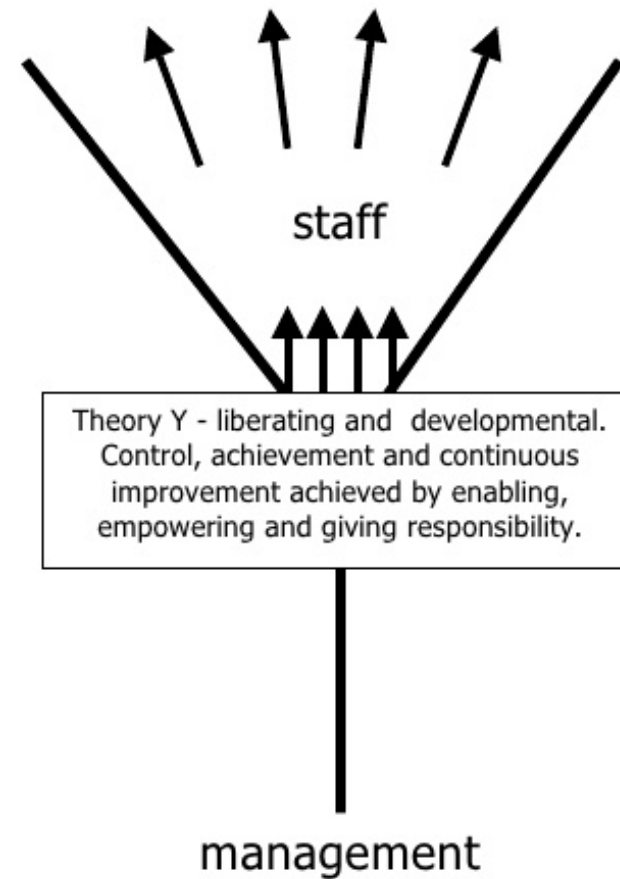 staff
Theory Y - liberating and developmental.
Control, achievement and continuous
improvement achieved by enabling,
empowering and giving responsibility.
management